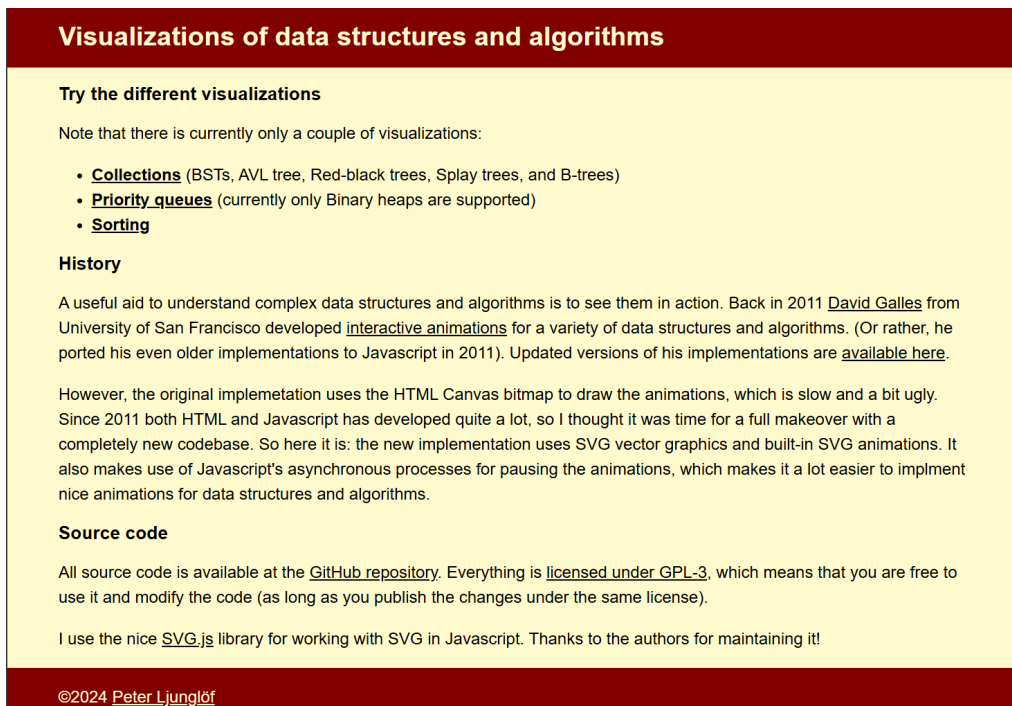 Visualizations of data structures and algorithms
Try the different visualizations
Note that there is currently only a couple of visualizations:
• Collections (BSTs, AVL tree, Red-black trees, Splay trees, and B-trees)
• Priority queues (currently only Binary heaps are supported)
• Sorting
History
A useful aid to understand complex data structures and algorithms is to see them in action. Back in 2011 David Galles from
University of San Francisco developed interactive animations for a variety of data structures and algorithms. (Or rather, he
ported his even older implementations to Javascript in 2011). Updated versions of his implementations are available here.
However, the original implemetation uses the HTML Canvas bitmap to draw the animations, which is slow and a bit ugly.
Since 2011 both HTML and Javascript has developed quite a lot, so I thought it was time for a full makeover with a
completely new codebase. So here it is: the new implementation uses SVG vector graphics and built-in SVG animations. It
also makes use of Javascript's asynchronous processes for pausing the animations, which makes it a lot easier to implment
nice animations for data structures and algorithms.
Source code
All source code is available at the GitHub repository. Everything is licensed under GPL-3, which means that you are free to
use it and modify the code (as long as you publish the changes under the same license).
I use the nice SVG.js library for working with SVG in Javascript. Thanks to the authors for maintaining it!
©2024 Peter Ljunglöf